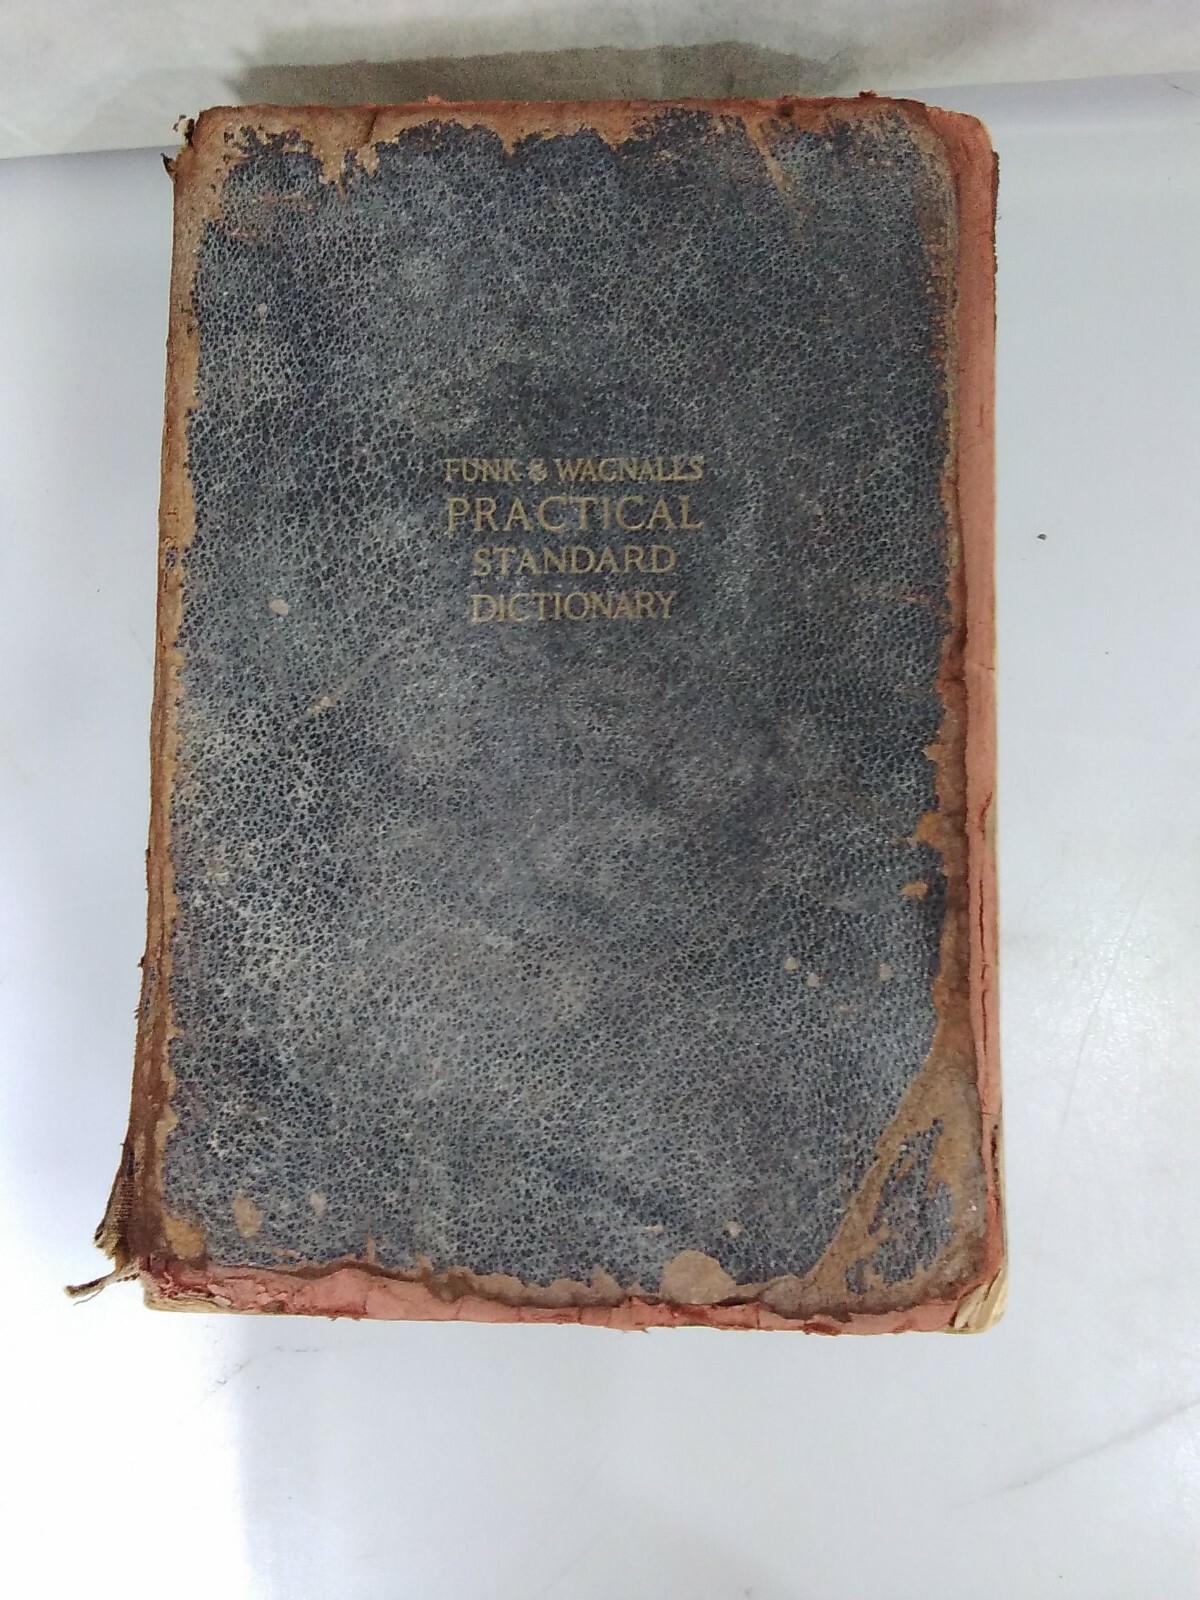 FUNK & WAGNALLS
PRACTICAL
STANDARD
DICTIONARY